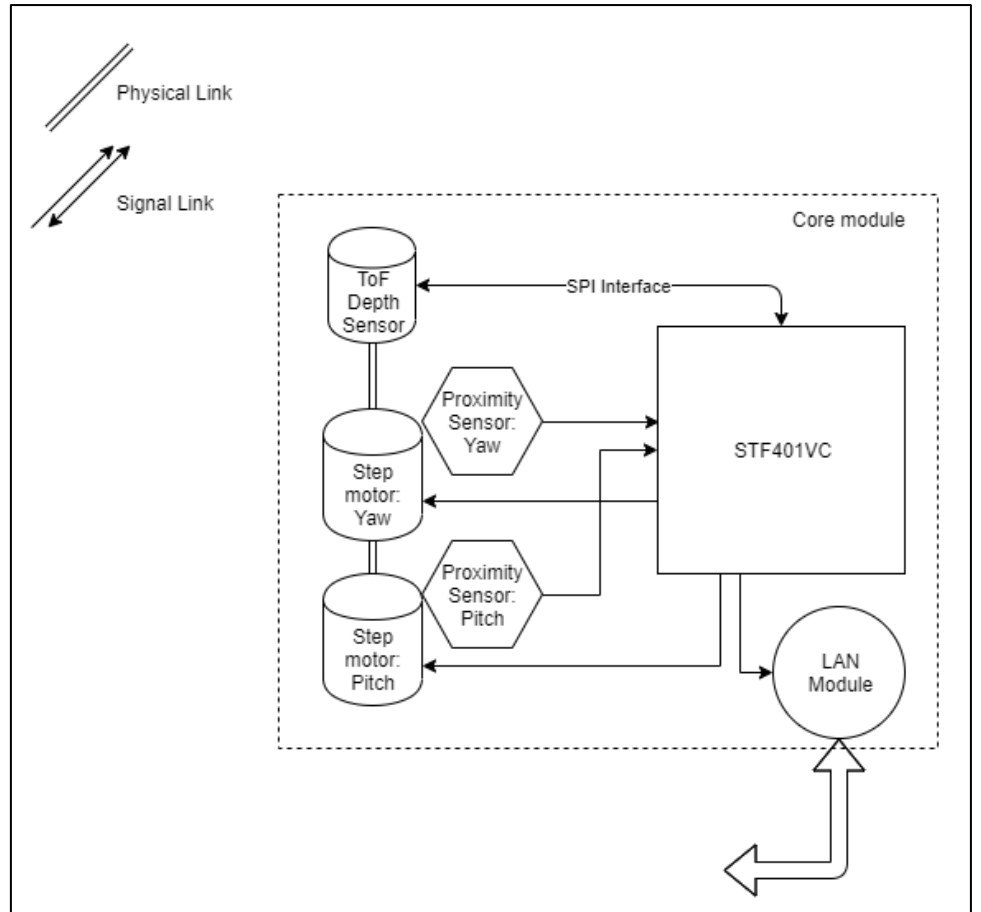 Physical Link
Signal Link
Core module
ToF
Depth
Sensor
SPI Interface
Proximity
Sensor:
Yaw
STF401VC
Step
motor:
Yaw
Proximity
Sensor:
Pitch
Step
motor:
Pitch
LAN
Module